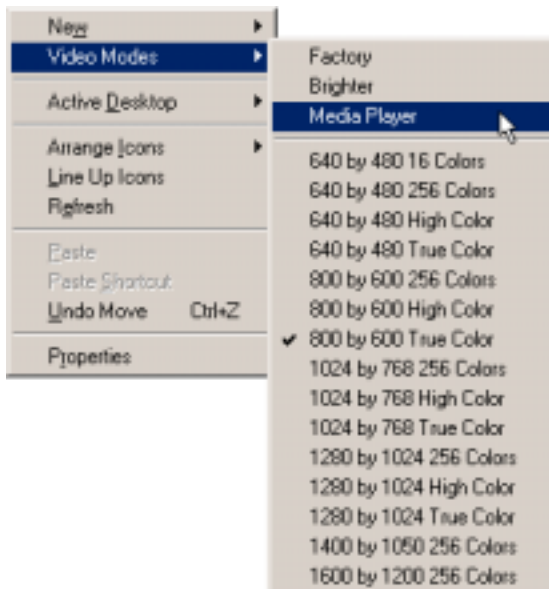 New
Video Modes
Active Desktop
Arrange Icons
Line Up Icons
Refresh
Paste
Paste Shortcut
Undo Move Ctrl+Z
Properties
Factory
Brighter
Media Player
640 by 480 16 Colors
640 by 480 256 Colors
640 by 480 High Color
640 by 480 True Color
800 by 600 256 Colors
800 by 600 High Color
800 by 600 True Color
1024 by 768 256 Colors
1024 by 768 High Color
1024 by 768 True Color
1280 by 1024 256 Colors
1280 by 1024 High Color
1280 by 1024 True Color
1400 by 1050 256 Colors
1600 by 1200 256 Colors